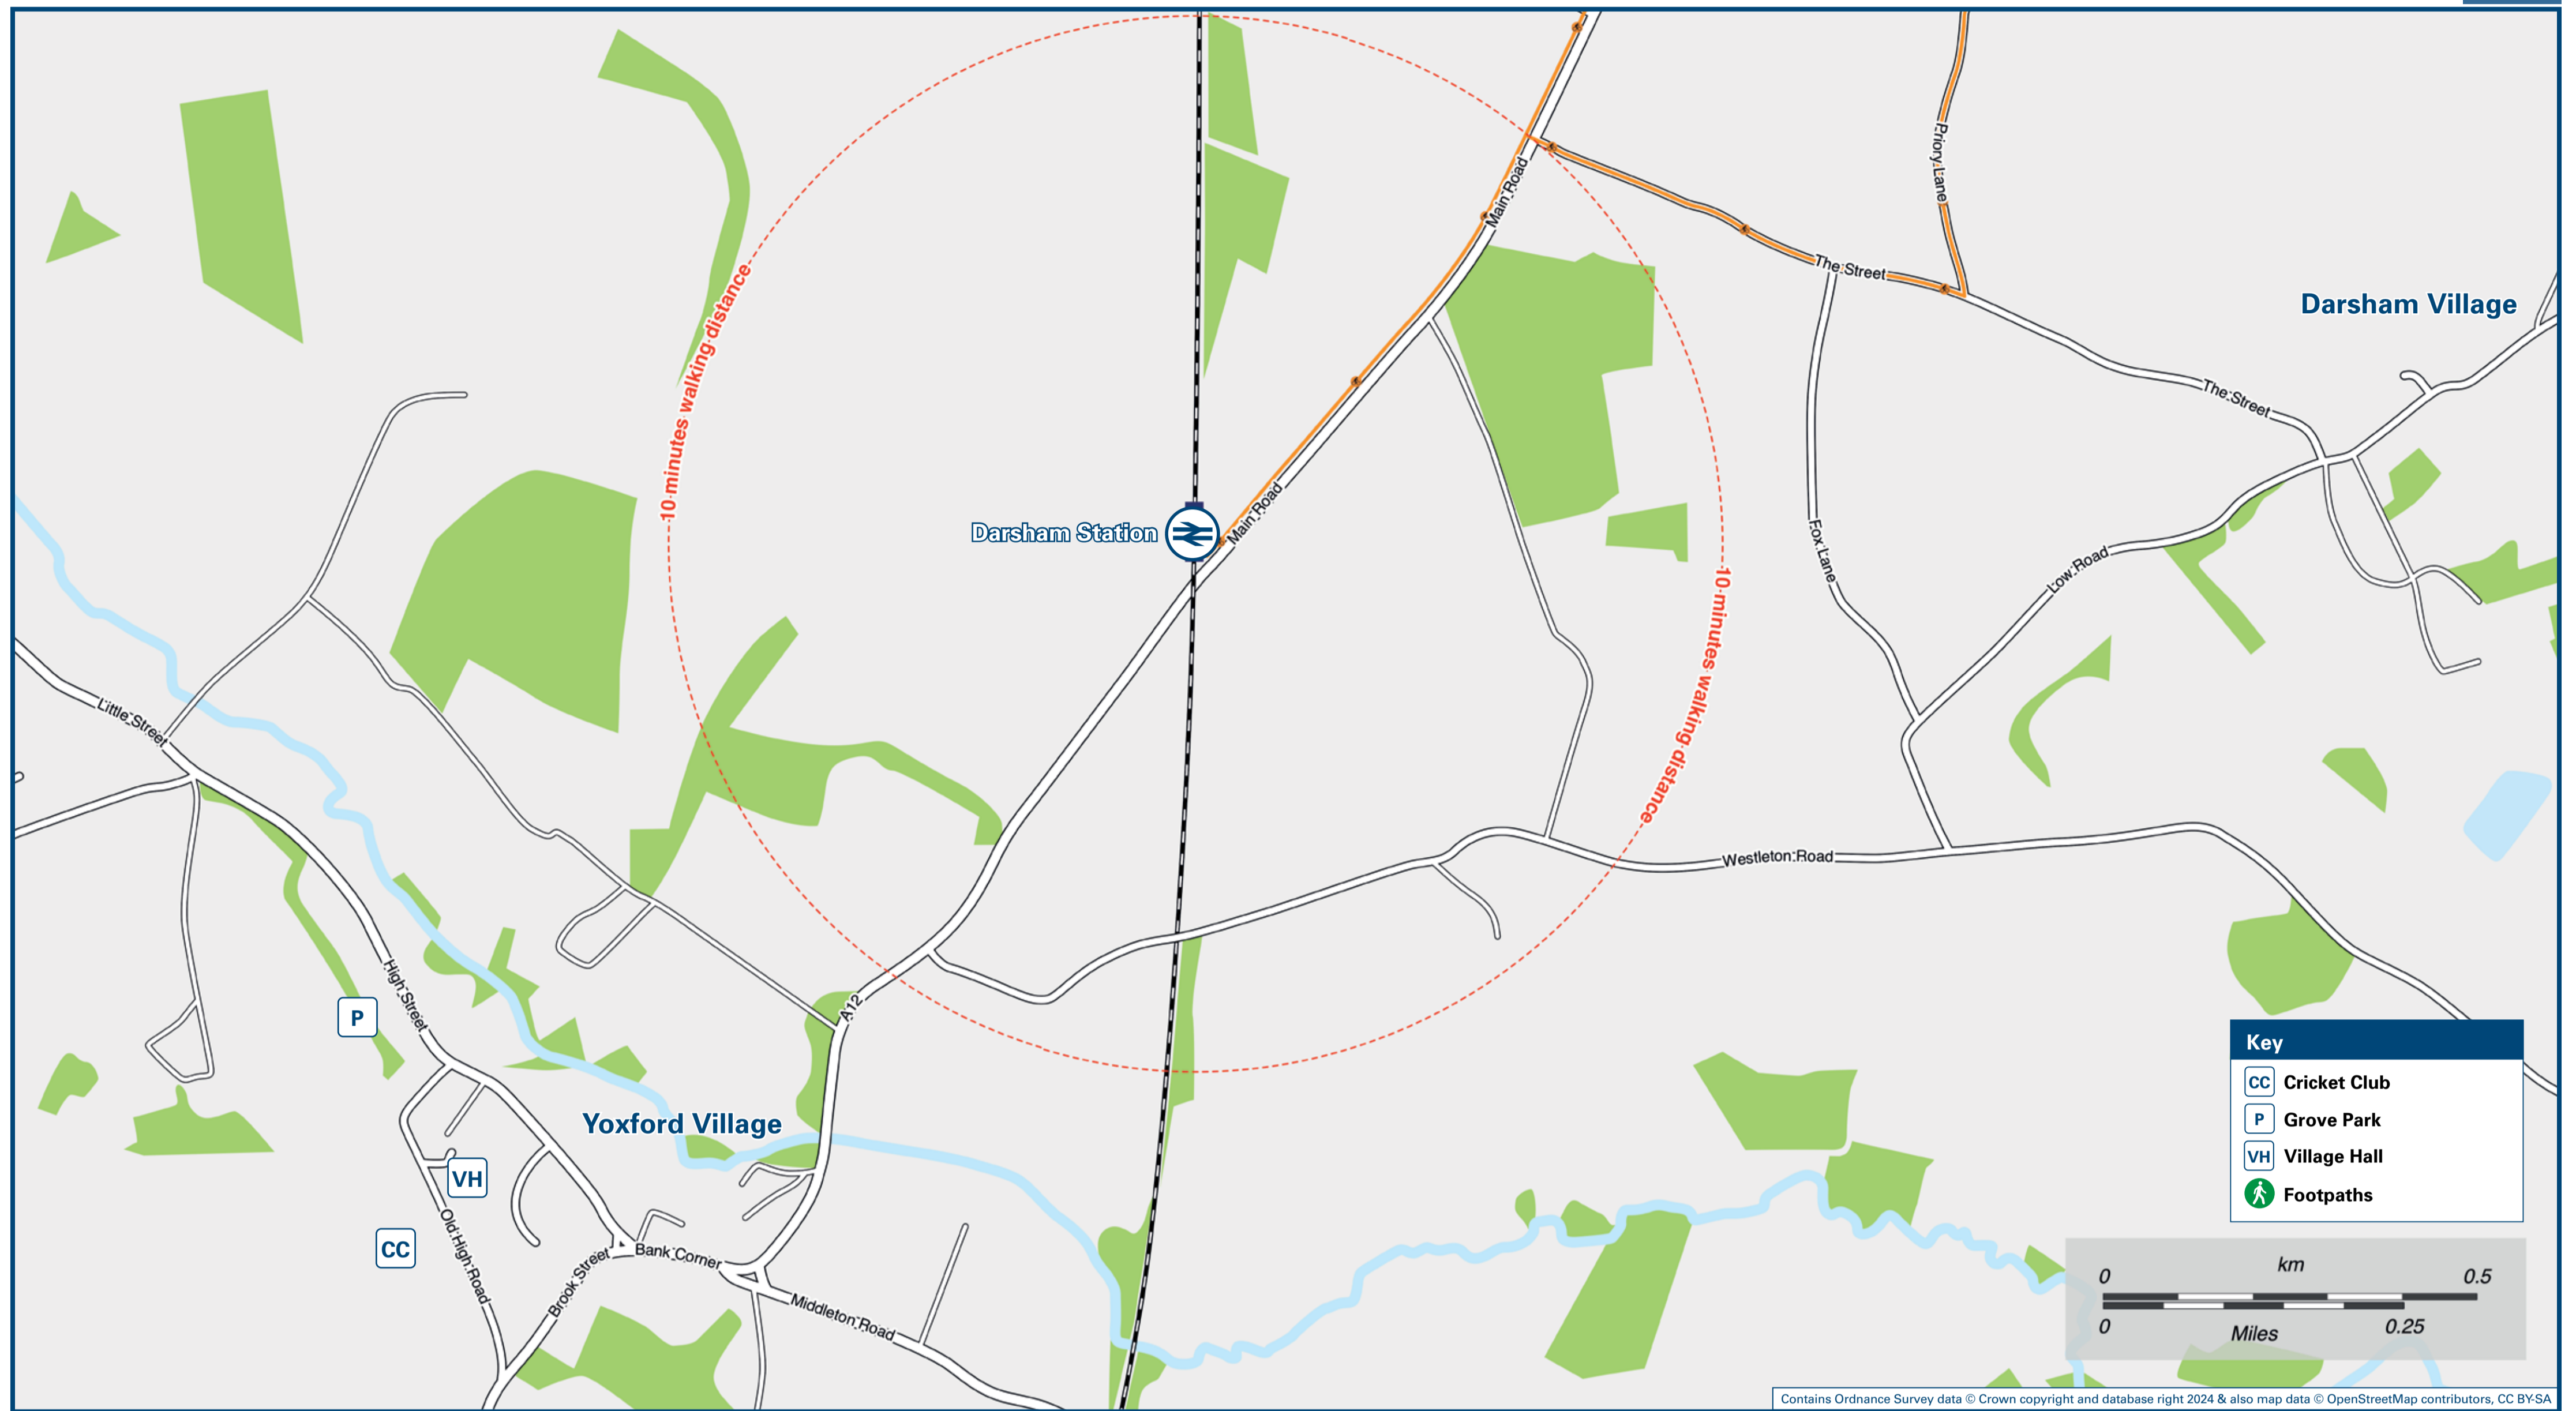 Main Road
Priory Lane
The Street
Darsham Village
10 minutes walking distance
The Street
Darsham Station
Main Road
Fox Lane
Low Road
10 minutes walking distance
Little Street
Westleton Road
High Street
A12
P
Yoxford Village
VH
CC
Old High Road
Brook Street
Bank Corner
Middleton Road
Key
CC Cricket Club
P Grove Park
VH Village Hall
Footpaths
km
0 0.5
0 0.25
Miles
Contains Ordnance Survey data © Crown copyright and database right 2024 & also map data © OpenStreetMap contributors, CC BY-SA